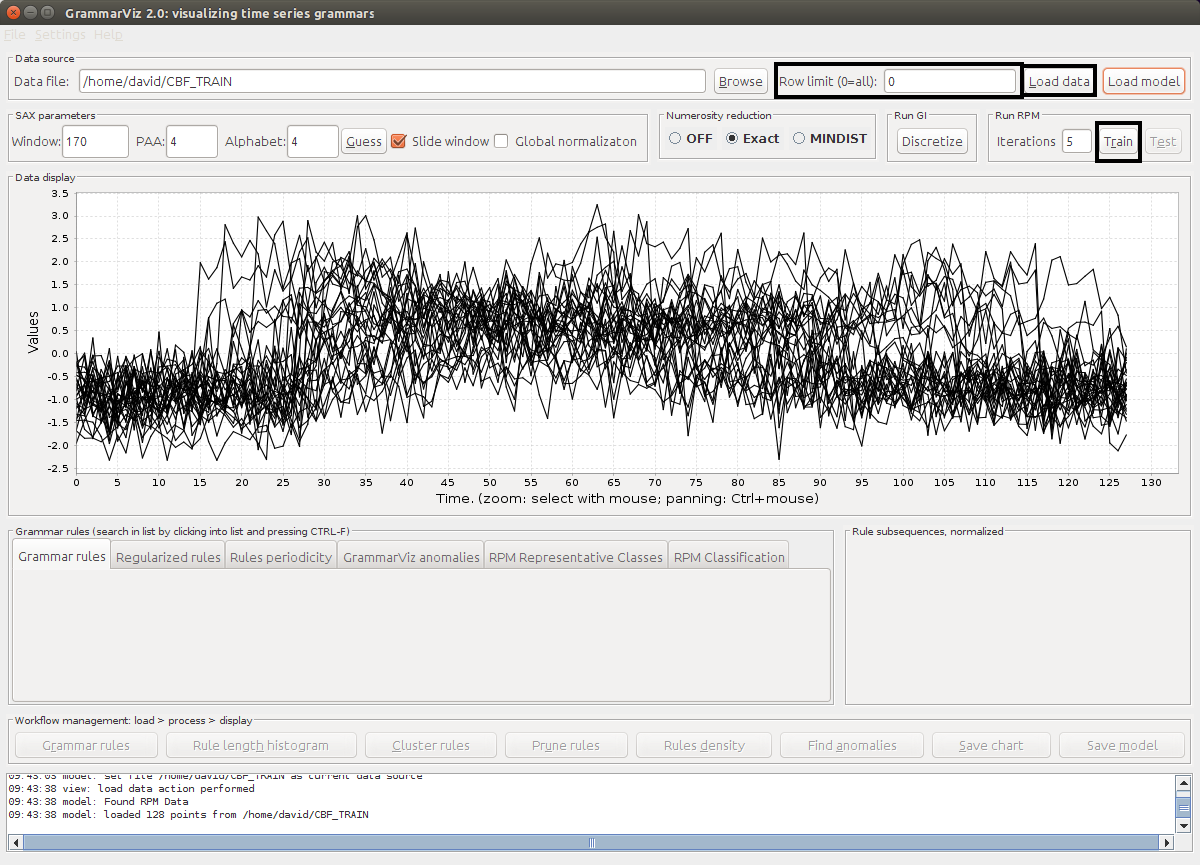 GrammarViz 2.0: visualizing time series grammars
File Settings Help
Data source
Data file: /home/david/CBF_TRAIN Browse Row limit (0=all): 0 Load data Load model
SAX parameters Numerosity reduction Run GI Run RPM
Window: 170 PAA: 4 Alphabet: 4 Guess Slide window Global normalizaton OFF Exact MINDIST Discretize Iterations 5 Train Test
Data display
3.5
3.0
2.5
2.0
1.5
1.0
0.5
0.0
-0.5
-1.0
-1.5
-2.0
-2.5
Values
0 5 10 15 20 25 30 35 40 45 50 55 60 65 70 75 80 85 90 95 100 105 110 115 120 125 130
Time. (zoom: select with mouse; panning: Ctrl+mouse)
Grammar rules (search in list by clicking into list and pressing CTRL-F) Rule subsequences, normalized
Grammar rules Regularized rules Rules periodicity GrammarViz anomalies RPM Representative Classes RPM Classification
Workflow management: load > process > display
Grammar rules Rule length histogram Cluster rules Prune rules Rules density Find anomalies Save chart Save model
09:43:03 model: set file /home/david/CBF_TRAIN as current data source
09:43:38 view: load data action performed
09:43:38 model: Found RPM Data
09:43:38 model: loaded 128 points from /home/david/CBF_TRAIN